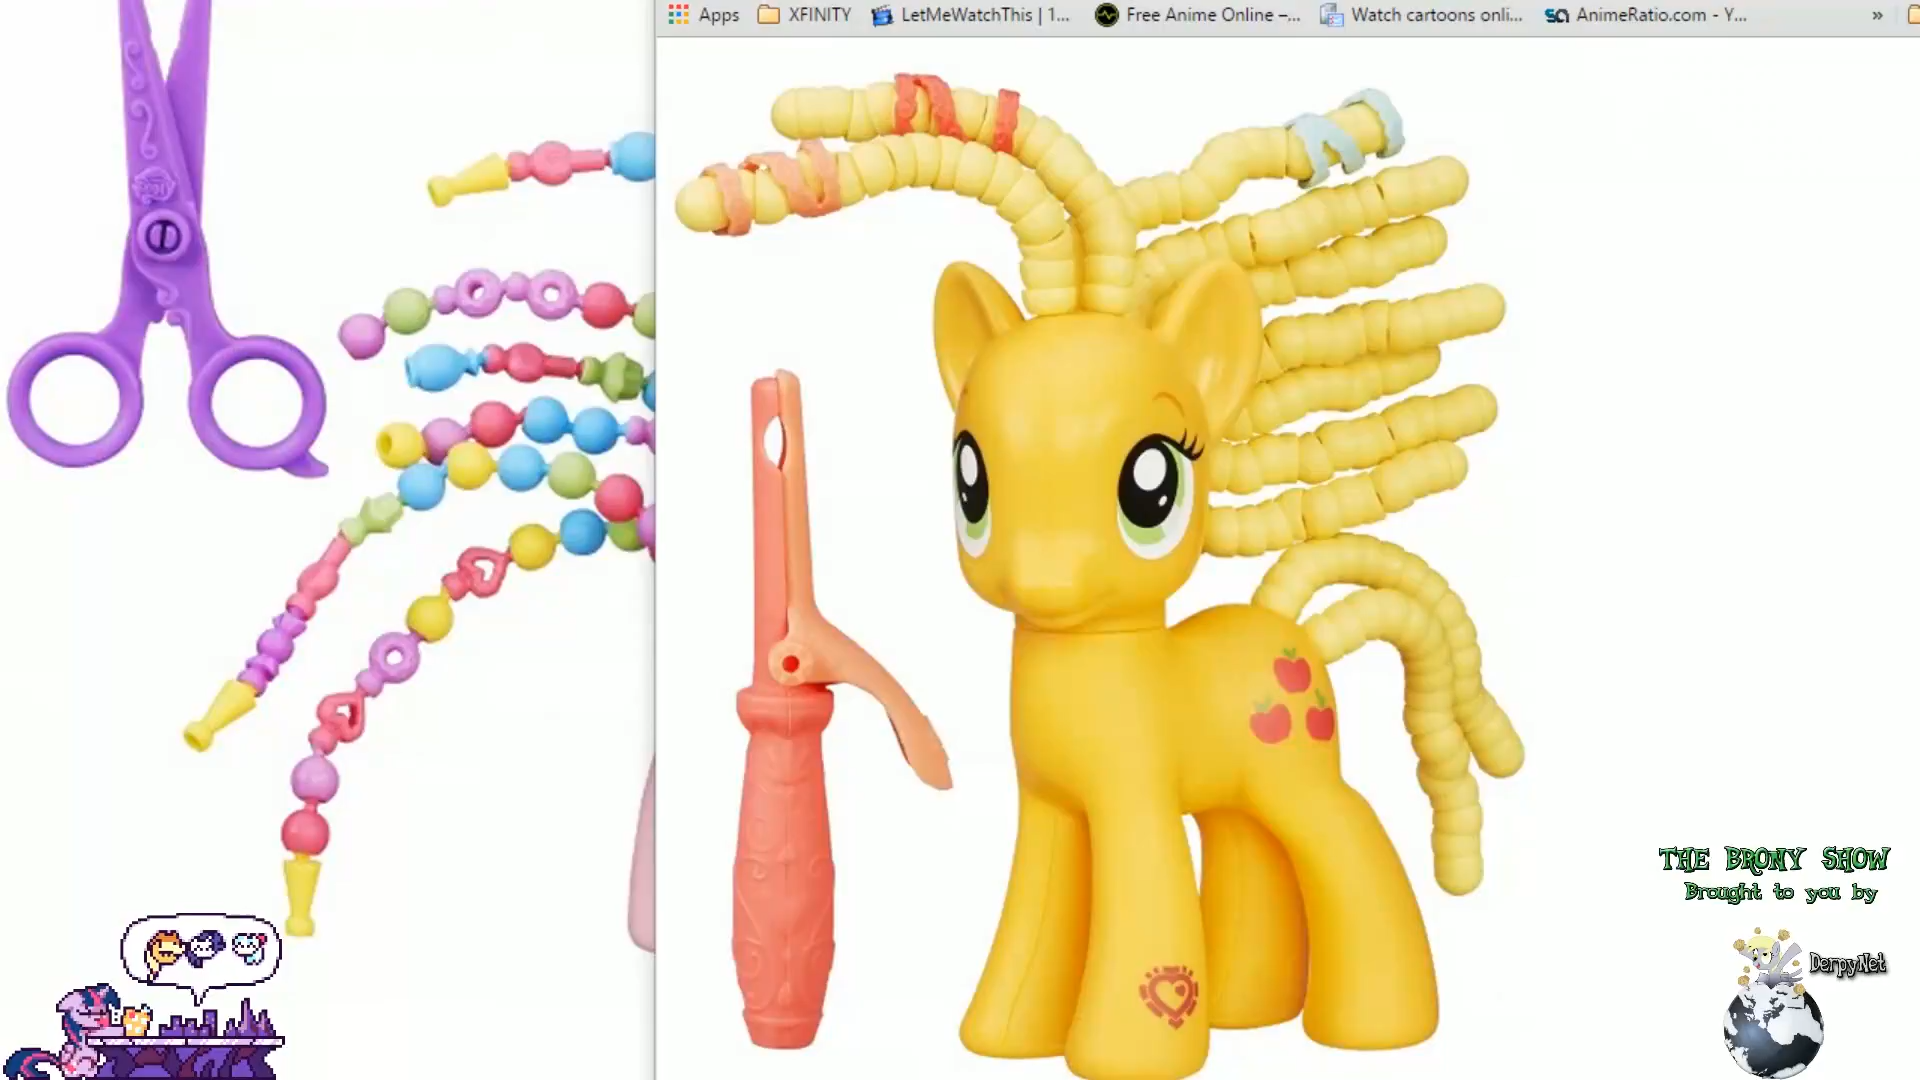 Apps
XFINITY
LetMeWatchThis | 1...
Free Anime Online –...
Watch cartoons onli...
AnimeRatio.com - Y...
»
THE BRONY SHOW
Brought to you by
DerpyNet